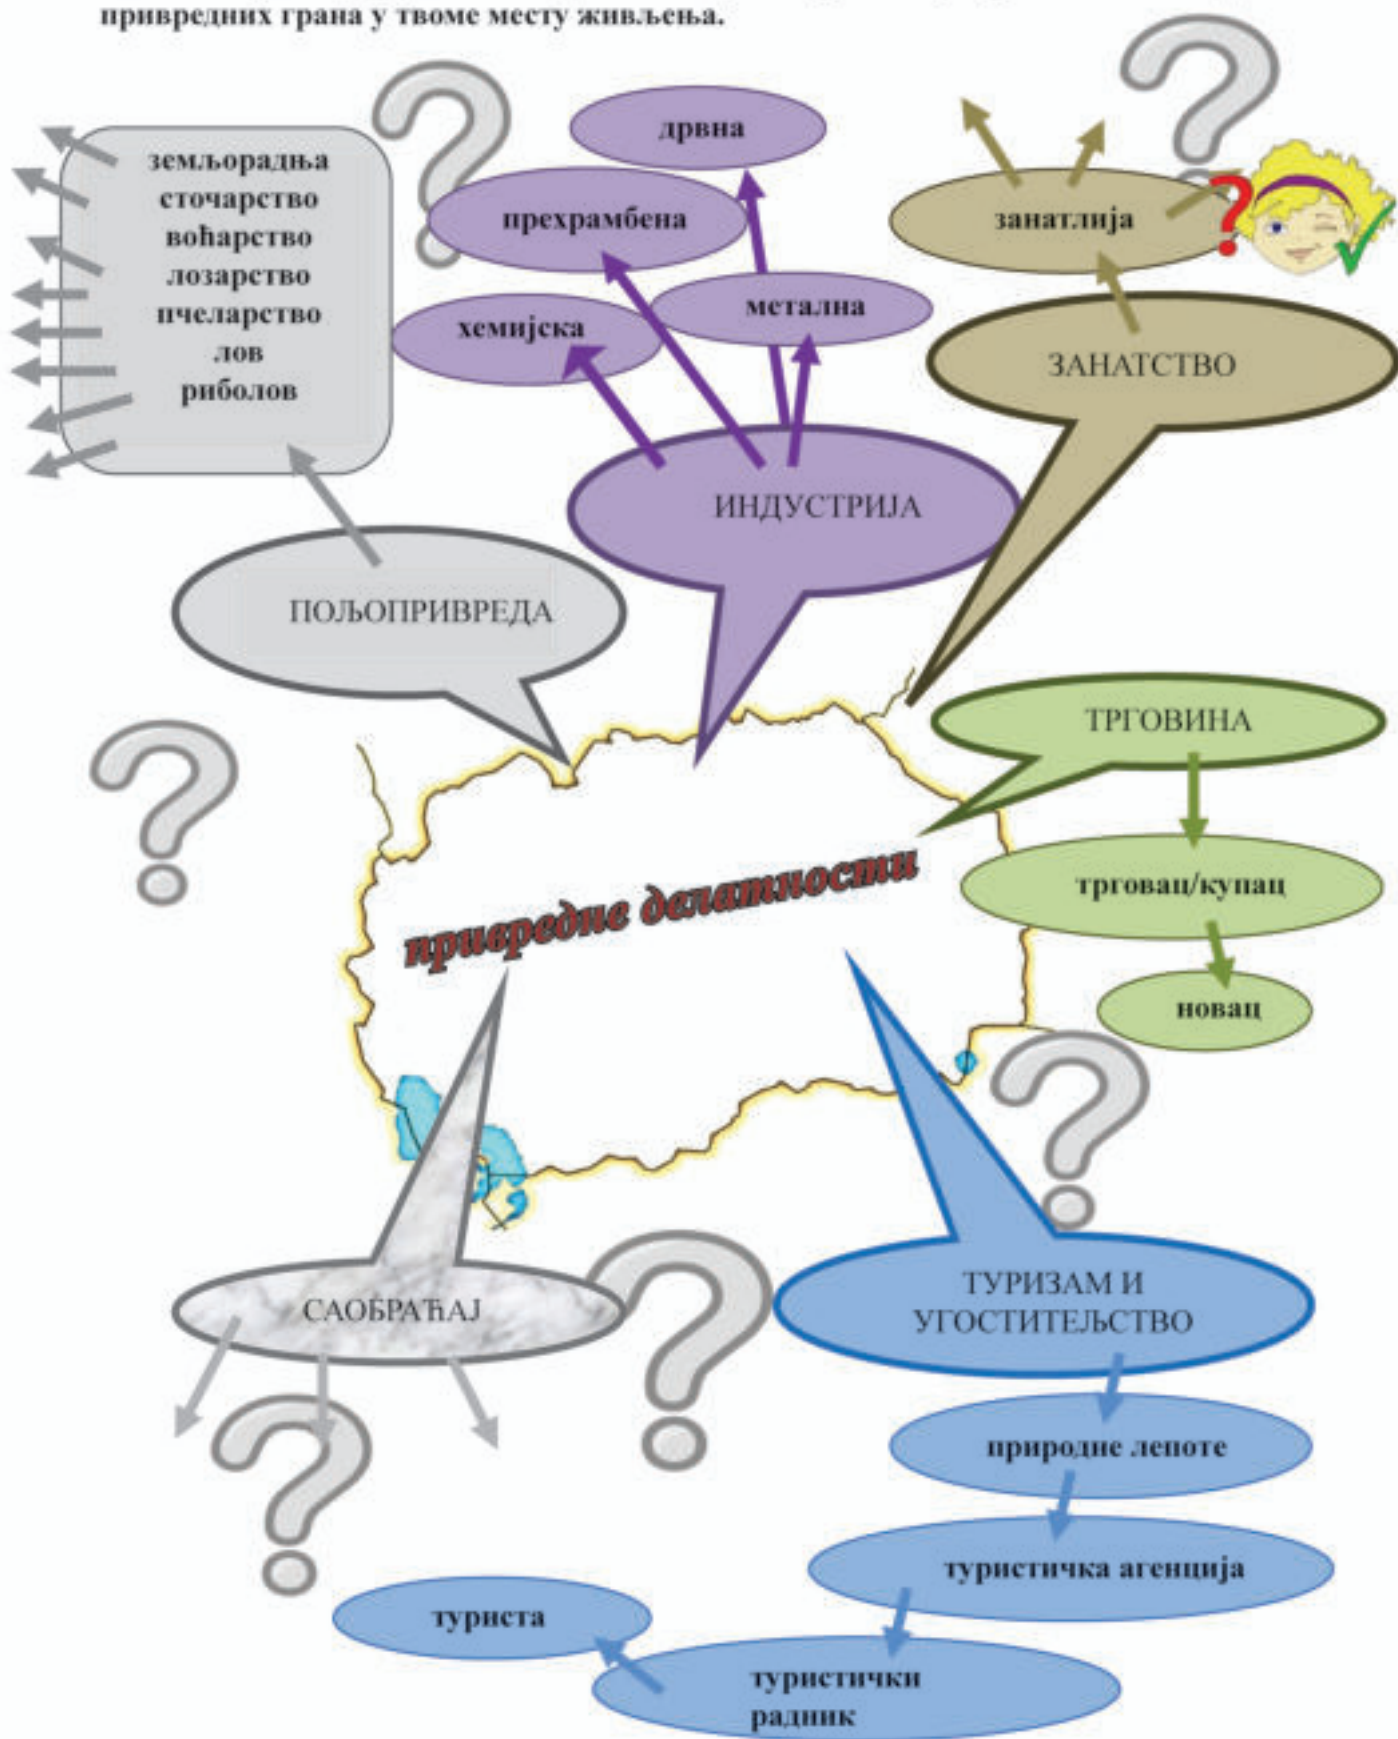 привредних грана у твоме месту живљења.
дрвна
прехрамбена
хемијска
метална
занатлија
земљорадња
сточарство
воћарство
лозарство
пчеларство
лов
риболов
ЗАНАТСТВО
ИНДУСТРИЈА
ПОЉОПРИВРЕДА
ТРГОВИНА
трговац/купац
новац
привредне делатности
САОБРАЋАЈ
ТУРИЗАМ И
УГОСТИТЕЉСТВО
природне лепоте
туристичка агенција
туристички
радник
туриста